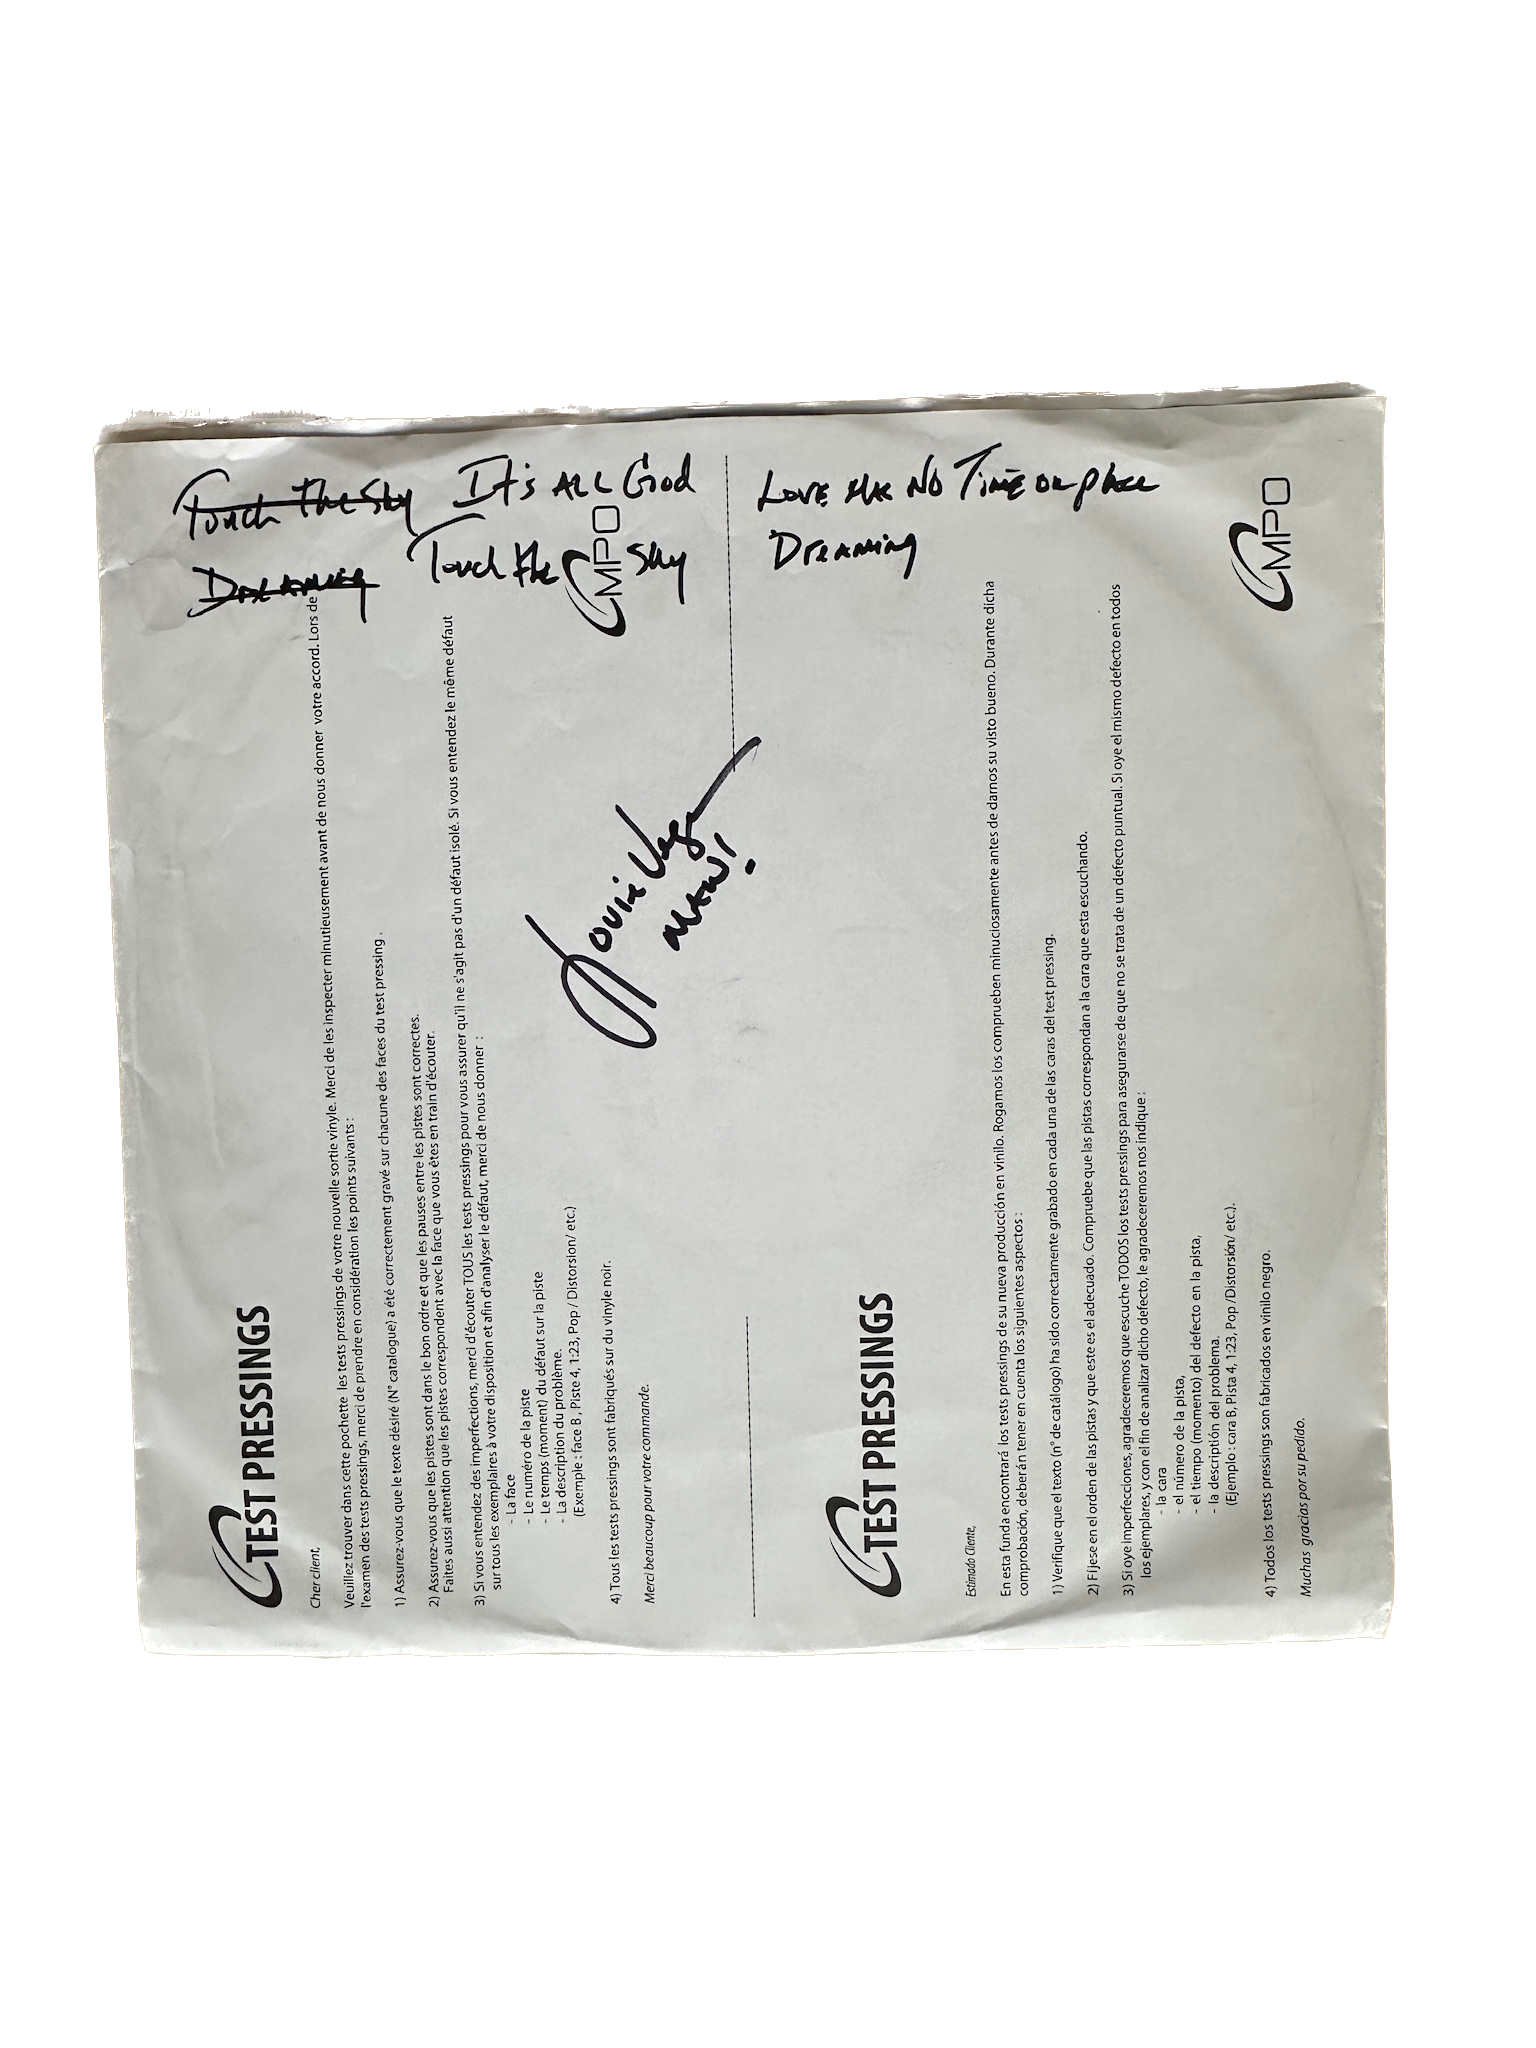 Touch The Sky It's ALL Good
Dreaming Touch the Sky
Love Has No Time or place
Dreaming
Louie Vega
MAW!
TEST PRESSINGS
MPO
Cher client,
Veuillez trouver dans cette pochette les tests pressings de votre nouvelle sortie vinyle. Merci de les inspecter minutieusement avant de nous donner votre accord. Lors de
l'examen des tests pressings, merci de prendre en considération les points suivants :
1) Assurez-vous que le texte désiré (N° catalogue) a été correctement gravé sur chacune des faces du test pressing .
2) Assurez-vous que les pistes sont dans le bon ordre et que les pauses entre les pistes sont correctes.
Faites aussi attention que les pistes correspondent avec la face que vous êtes en train d'écouter.
3) Si vous entendez des imperfections, merci d'écouter TOUS les tests pressings pour vous assurer qu'il ne s'agit pas d'un défaut isolé. Si vous entendez le même défaut
sur tous les exemplaires à votre disposition et afin d'analyser le défaut, merci de nous donner :
- La face
- Le numéro de la piste
- Le temps (moment) du défaut sur la piste
- La description du problème.
(Exemple : face B , Piste 4, 1:23, Pop / Distorsion/ etc.)
4) Tous les tests pressings sont fabriqués sur du vinyle noir.
Merci beaucoup pour votre commande.
TEST PRESSINGS
MPO
Estimado Cliente,
En esta funda encontrará los tests pressings de su nueva producción en vinilo. Rogamos los comprueben minuciosamente antes de darnos su visto bueno. Durante dicha
comprobación, deberán tener en cuenta los siguientes aspectos :
1) Verifique que el texto (n° de catálogo) ha sido correctamente grabado en cada una de las caras del test pressing.
2) Fíjese en el orden de las pistas y que este es el adecuado. Compruebe que las pistas correspondan a la cara que esta escuchando.
3) Si oye imperfecciones, agradeceremos que escuche TODOS los tests pressings para asegurarse de que no se trata de un defecto puntual. Si oye el mismo defecto en todos
los ejemplares, y con el fin de analizar dicho defecto, le agradeceremos nos indique :
- la cara
- el número de la pista,
- el tiempo (momento) del defecto en la pista,
- la descriptión del problema.
(Ejemplo : cara B, Pista 4, 1:23, Pop /Distorsión/ etc.).
4) Todos los tests pressings son fabricados en vinilo negro.
Muchas gracias por su pedido.